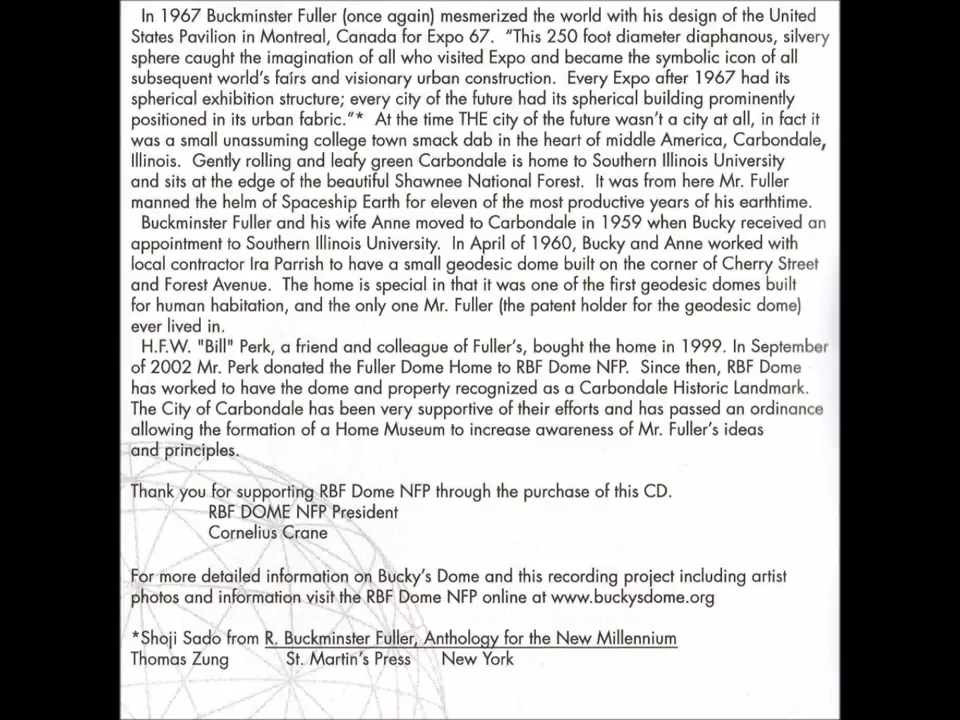 In 1967 Buckminster Fuller (once again) mesmerized the world with his design of the United
States Pavilion in Montreal, Canada for Expo 67. "This 250 foot diameter diaphanous, silvery
sphere caught the imagination of all who visited Expo and became the symbolic icon of all
subsequent world's fairs and visionary urban construction. Every Expo after 1967 had its
spherical exhibition structure; every city of the future had its spherical building prominently
positioned in its urban fabric."* At the time THE city of the future wasn't a city at all, in fact it
was a small unassuming college town smack dab in the heart of middle America, Carbondale,
Illinois. Gently rolling and leafy green Carbondale is home to Southern Illinois University
and sits at the edge of the beautiful Shawnee National Forest. It was from here Mr. Fuller
manned the helm of Spaceship Earth for eleven of the most productive years of his earthtime.
Buckminster Fuller and his wife Anne moved to Carbondale in 1959 when Bucky received an
appointment to Southern Illinois University. In April of 1960, Bucky and Anne worked with
local contractor Ira Parrish to have a small geodesic dome built on the corner of Cherry Street
and Forest Avenue. The home is special in that it was one of the first geodesic domes built
for human habitation, and the only one Mr. Fuller (the patent holder for the geodesic dome)
ever lived in.
H.F.W. "Bill" Perk, a friend and colleague of Fuller's, bought the home in 1999. In September
of 2002 Mr. Perk donated the Fuller Dome Home to RBF Dome NFP. Since then, RBF Dome
has worked to have the dome and property recognized as a Carbondale Historic Landmark.
The City of Carbondale has been very supportive of their efforts and has passed an ordinance
allowing the formation of a Home Museum to increase awareness of Mr. Fuller's ideas
and principles.
Thank you for supporting RBF Dome NFP through the purchase of this CD.
RBF DOME NFP President
Cornelius Crane
For more detailed information on Bucky's Dome and this recording project including artist
photos and information visit the RBF Dome NFP online at www.buckysdome.org
*Shoji Sado from R. Buckminster Fuller, Anthology for the New Millennium
Thomas Zung St. Martin's Press New York